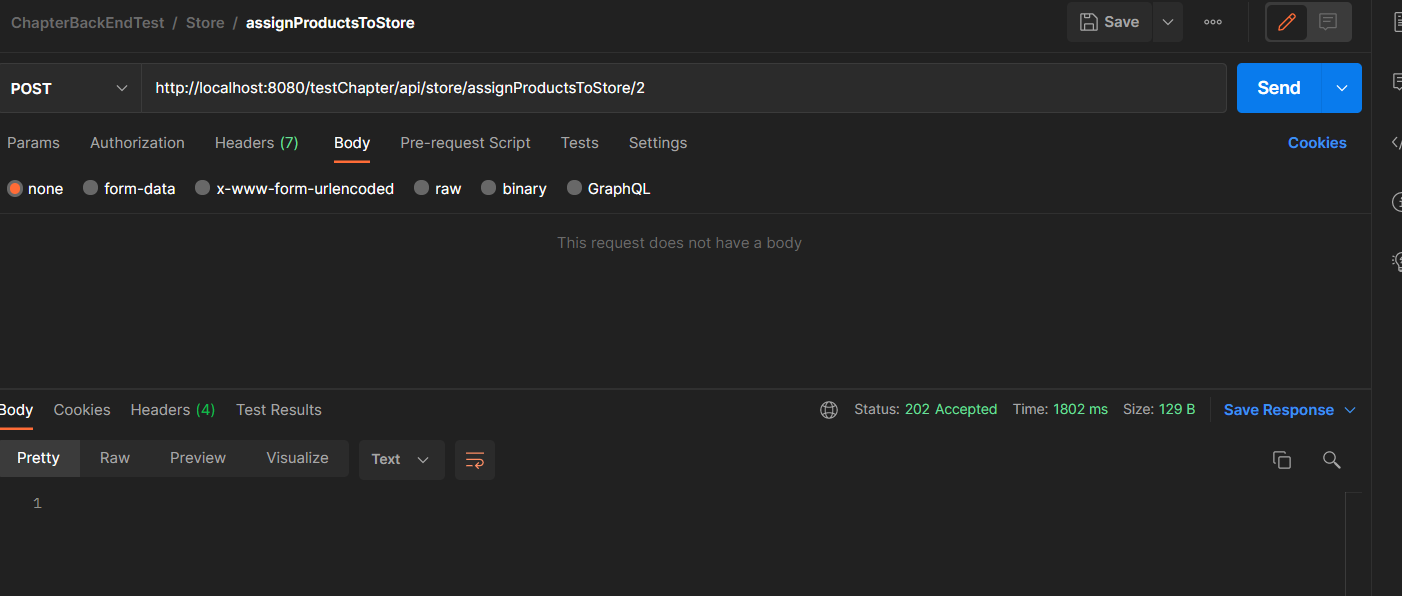 ChapterBackEndTest / Store / assignProductsToStore Save
POST http://localhost:8080/testChapter/api/store/assignProductsToStore/2 Send
Params Authorization Headers (7) Body Pre-request Script Tests Settings Cookies
none form-data x-www-form-urlencoded raw binary GraphQL
This request does not have a body
Body Cookies Headers (4) Test Results Status: 202 Accepted Time: 1802 ms Size: 129 B Save Response
Pretty Raw Preview Visualize Text
1